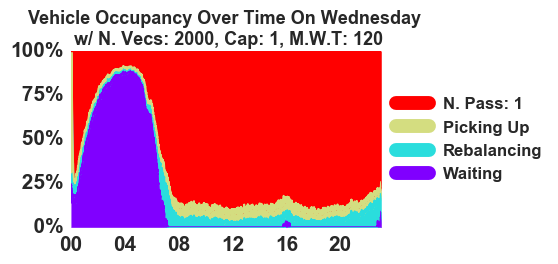 Vehicle Occupancy Over Time On Wednesday
w/ N. Vecs: 2000, Cap: 1, M.W.T: 120
100%
75%
50%
25%
0%
00 04 08 12 16 20
N. Pass: 1
Picking Up
Rebalancing
Waiting